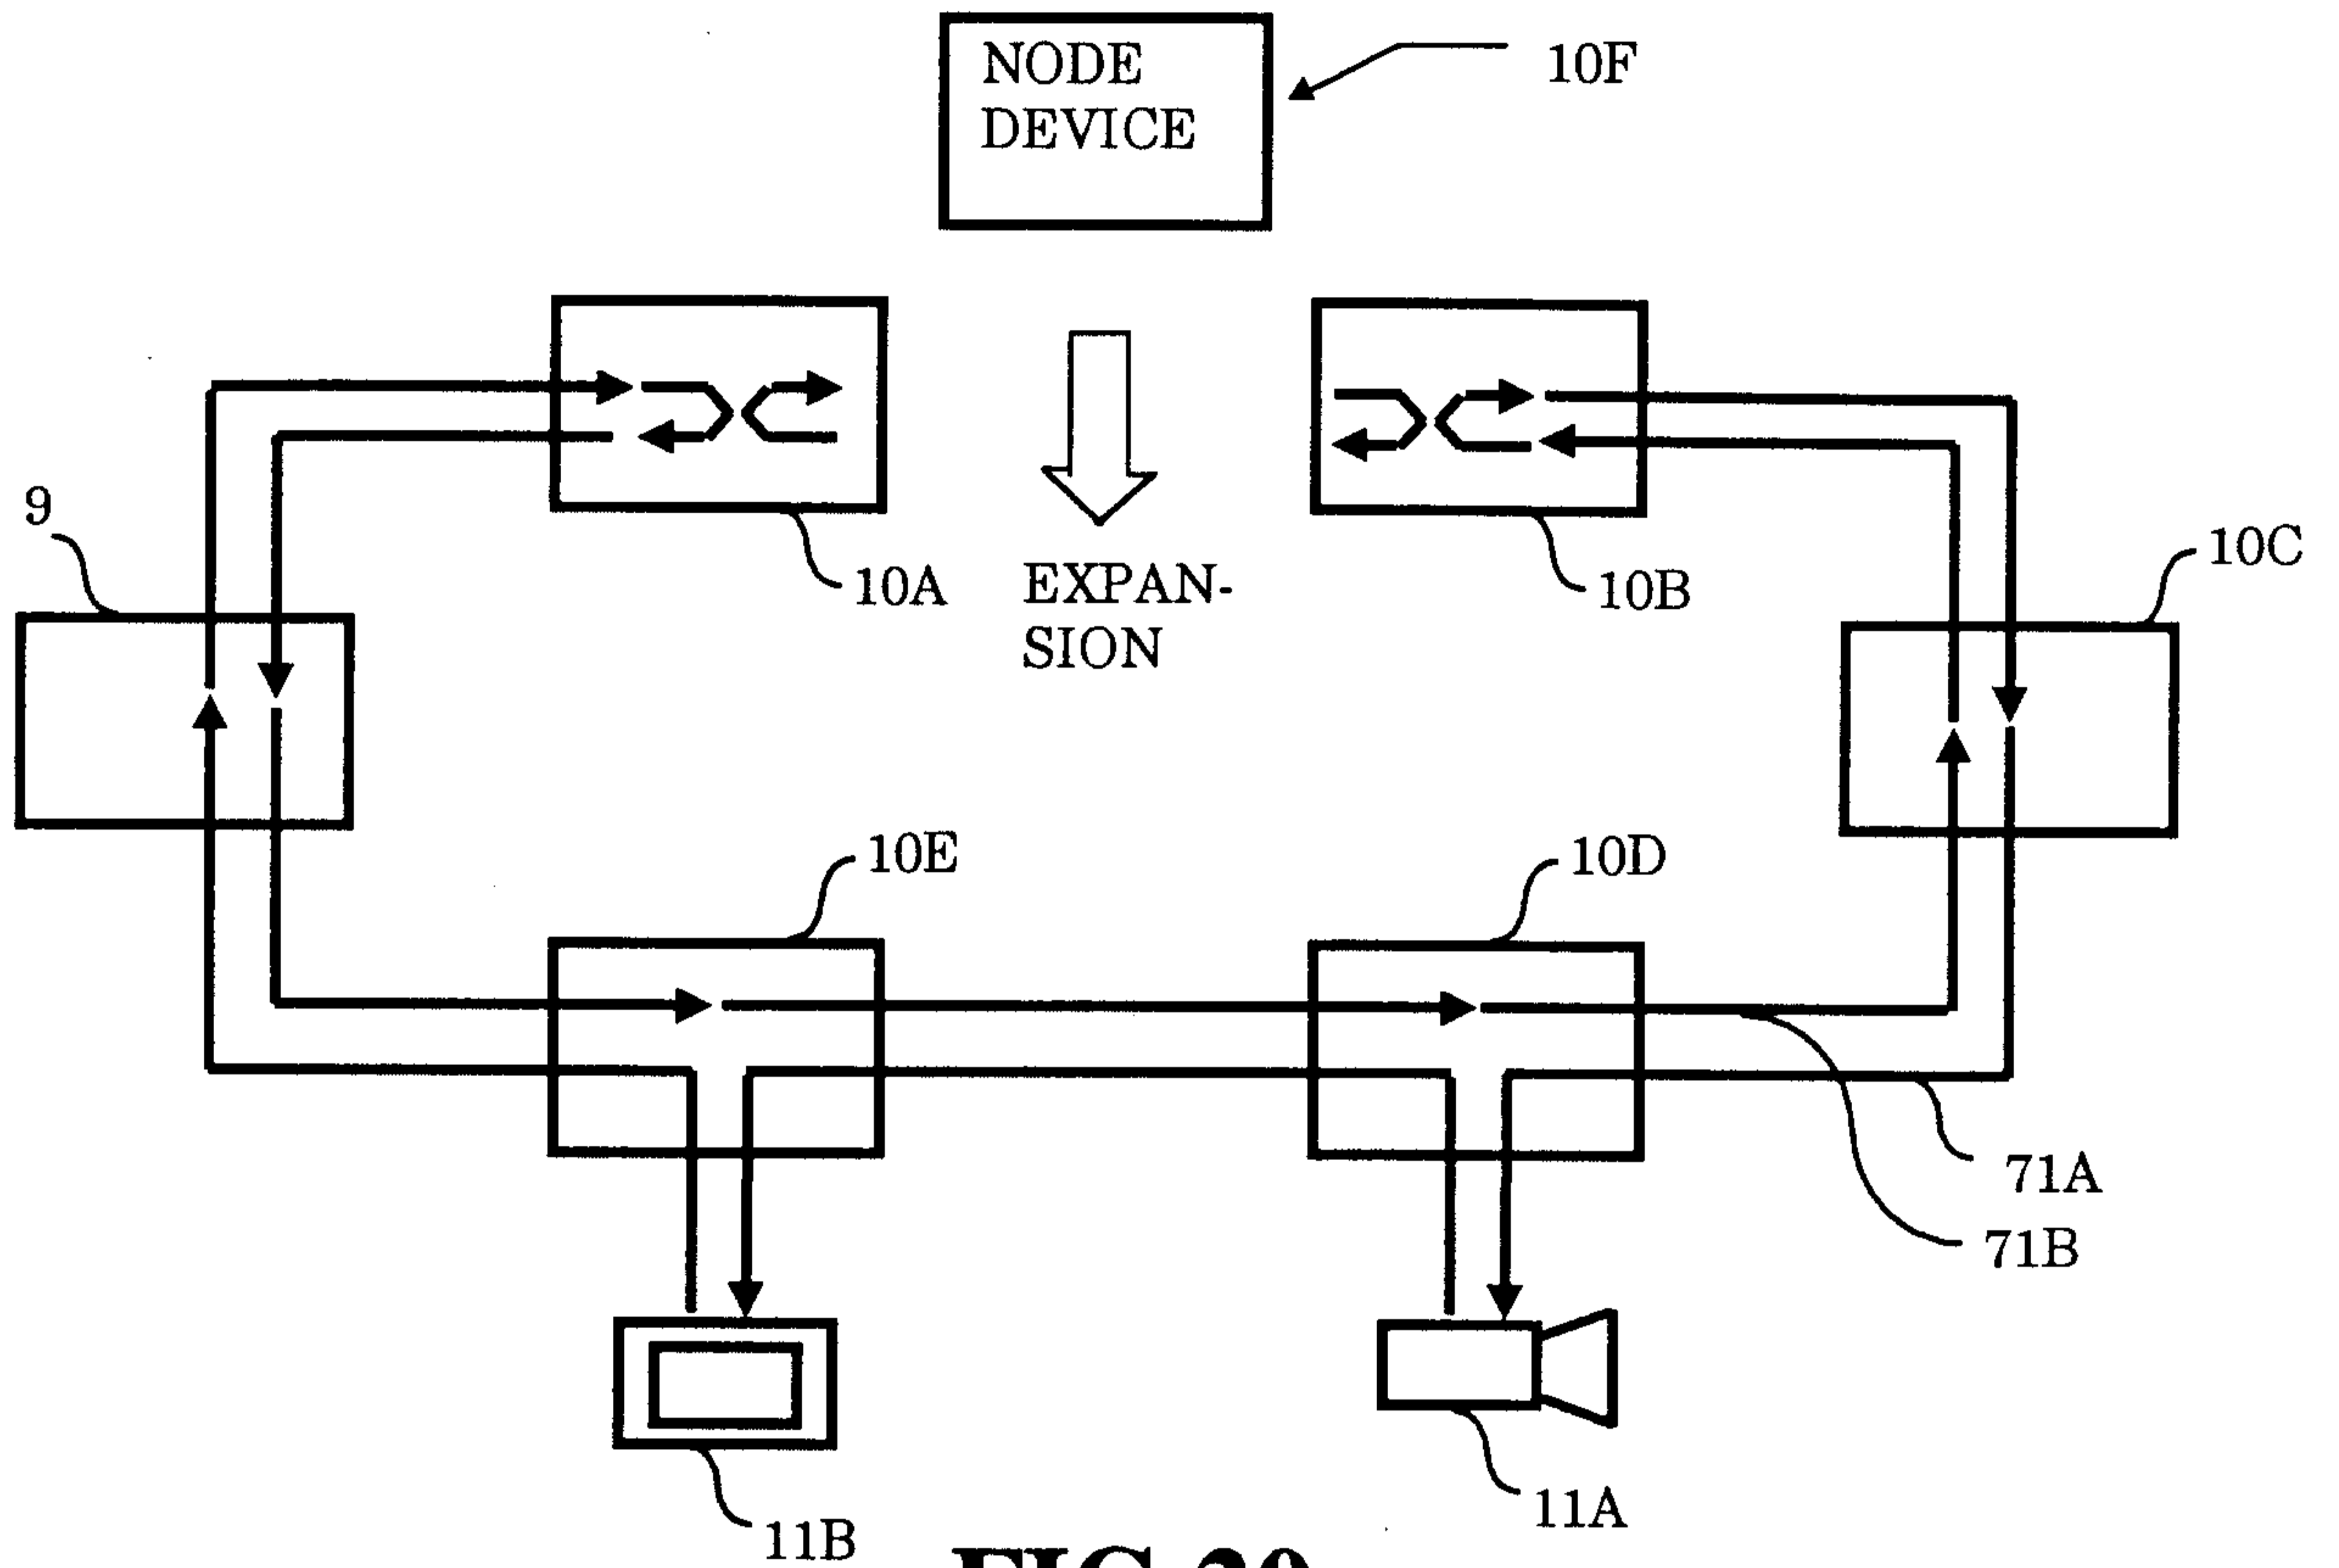 NODE
DEVICE
10F
9
10A
EXPAN-
SION
10B
10C
10E
10D
71A
71B
11B
11A